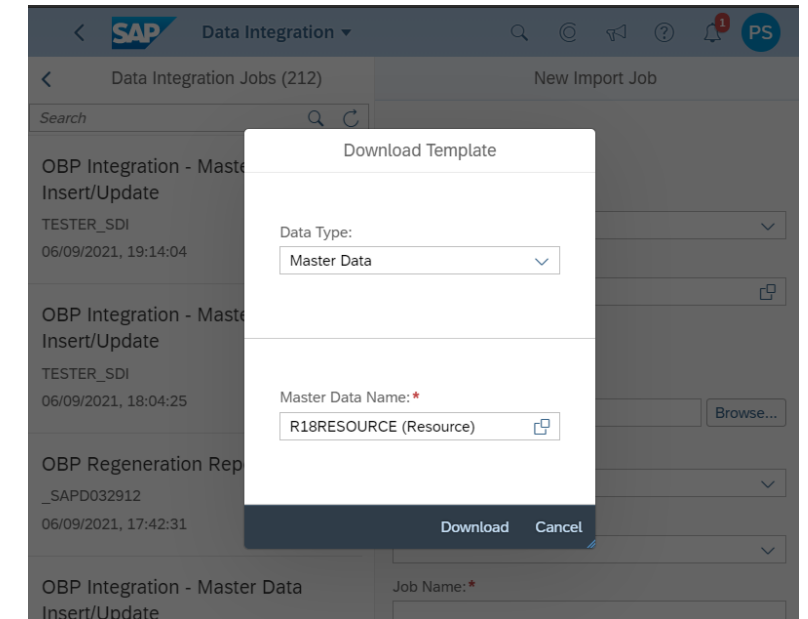 SAP
Data Integration
1
PS
Data Integration Jobs (212)
New Import Job
Search
OBP Integration - Maste
Insert/Update
TESTER_SDI
06/09/2021, 19:14:04
OBP Integration - Maste
Insert/Update
TESTER_SDI
06/09/2021, 18:04:25
OBP Regeneration Rep
_SAPD032912
06/09/2021, 17:42:31
OBP Integration - Master Data
Insert/Update
Download Template
Data Type:
Master Data
Master Data Name:*
R18RESOURCE (Resource)
Download Cancel
Browse...
Job Name:*